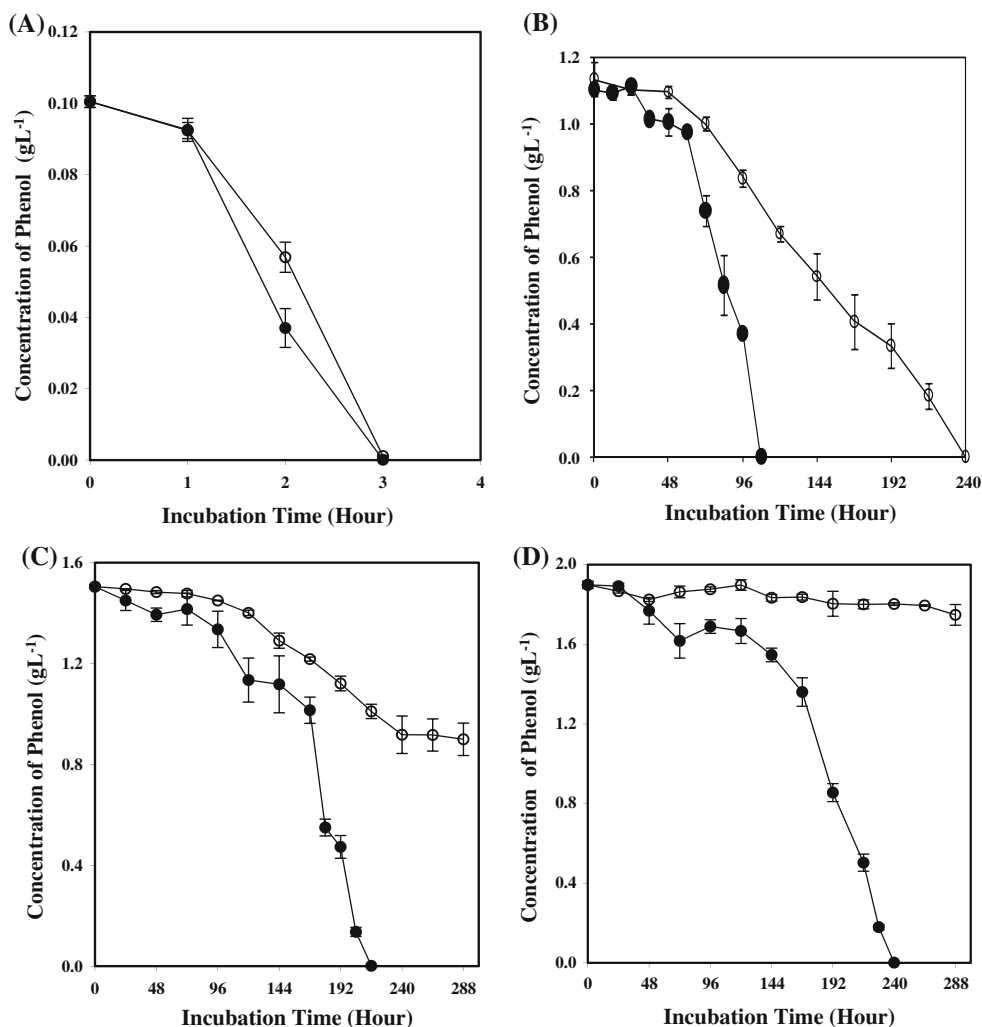 (A)
0.12
0.10
0.08
0.06
0.04
0.02
0.00
0 1 2 3 4
Concentration of Phenol (gL-1)
Incubation Time (Hour)
(B)
1.2
1.0
0.8
0.6
0.4
0.2
0.0
0 48 96 144 192 240
Concentration of Phenol (gL-1)
Incubation Time (Hour)
(C)
1.6
1.2
0.8
0.4
0.0
0 48 96 144 192 240 288
Concentration of Phenol (gL-1)
Incubation Time (Hour)
(D)
2.0
1.6
1.2
0.8
0.4
0.0
0 48 96 144 192 240 288
Concentration of Phenol (gL-1)
Incubation Time (Hour)